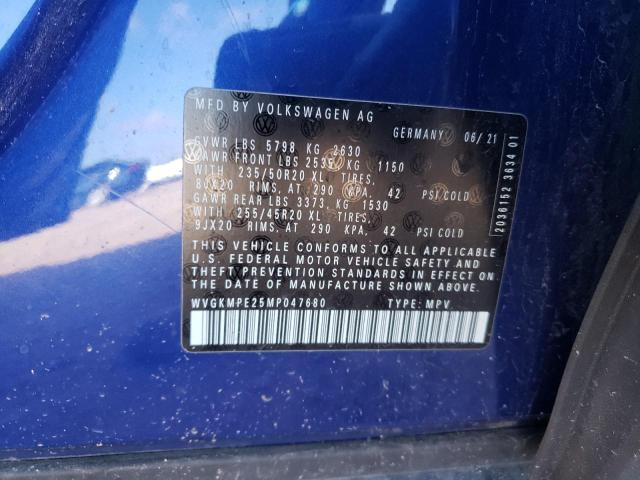 MFD BY VOLKSWAGEN AG
GERMANY 06/21
GVWR LBS 5798 KG 2630
GAWR FRONT LBS 2535 KG 1150
WITH 235/50R20 XL TIRES,
8JX20 RIMS, AT 290 KPA, 42 PSI COLD
GAWR REAR LBS 3373, KG 1530
WITH 255/45R20 XL TIRES,
9JX20 RIMS AT 290 KPA, 42 PSI COLD
THIS VEHICLE CONFORMS TO ALL APPLICABLE
U.S. FEDERAL MOTOR VEHICLE SAFETY AND
THEFT PREVENTION STANDARDS IN EFFECT ON
THE DATE OF MANUFACTURE SHOWN ABOVE.
WVGKMPE25MP047680 TYPE: MPV
2036152 3634 01